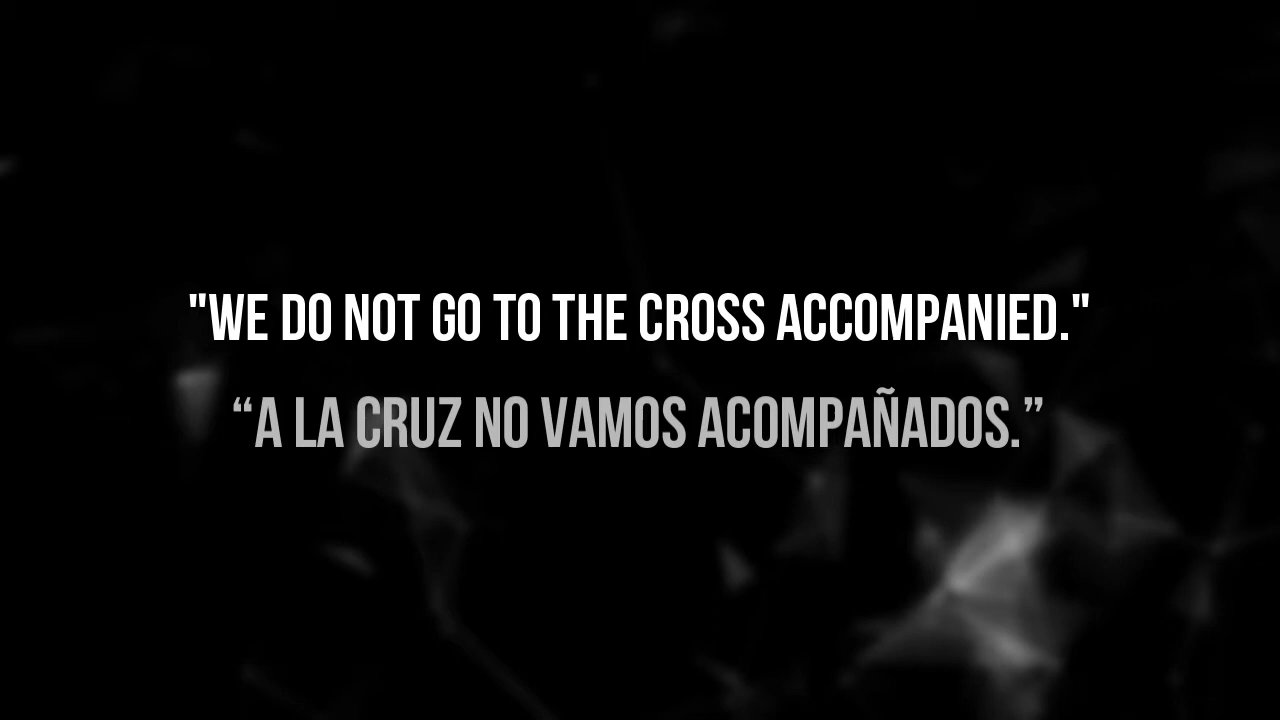 "WE DO NOT GO TO THE CROSS ACCOMPANIED."
“A LA CRUZ NO VAMOS ACOMPAÑADOS.”